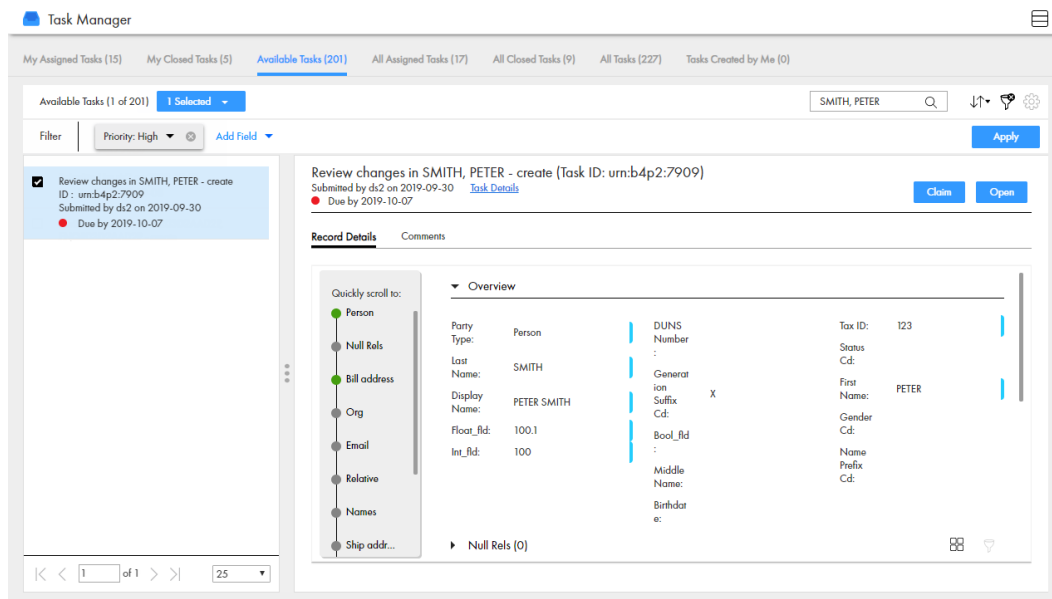 Task Manager
My Assigned Tasks (15)
My Closed Tasks (5)
Available Tasks (201)
All Assigned Tasks (17)
All Closed Tasks (9)
All Tasks (227)
Tasks Created by Me (0)
Available Tasks (1 of 201)
1 Selected
SMITH, PETER
Filter
Priority: High
Add Field
Apply
Review changes in SMITH, PETER - create
ID : urn:b4p2:7909
Submitted by ds2 on 2019-09-30
Due by 2019-10-07
Review changes in SMITH, PETER - create (Task ID: urn:b4p2:7909)
Submitted by ds2 on 2019-09-30 Task Details
Due by 2019-10-07
Claim
Open
Record Details
Comments
Quickly scroll to:
Person
Null Rels
Bill address
Org
Email
Relative
Names
Ship addr...
Overview
Party
Type:
Person
Last
Name:
SMITH
Display
Name:
PETER SMITH
Float_fld:
100.1
Int_fld:
100
DUNS
Number
:
Generat
ion
Suffix
Cd:
X
Bool_fld
:
Middle
Name:
Birthdat
e:
Tax ID:
123
Status
Cd:
First
Name:
PETER
Gender
Cd:
Name
Prefix
Cd:
Null Rels (0)
1
of 1
25